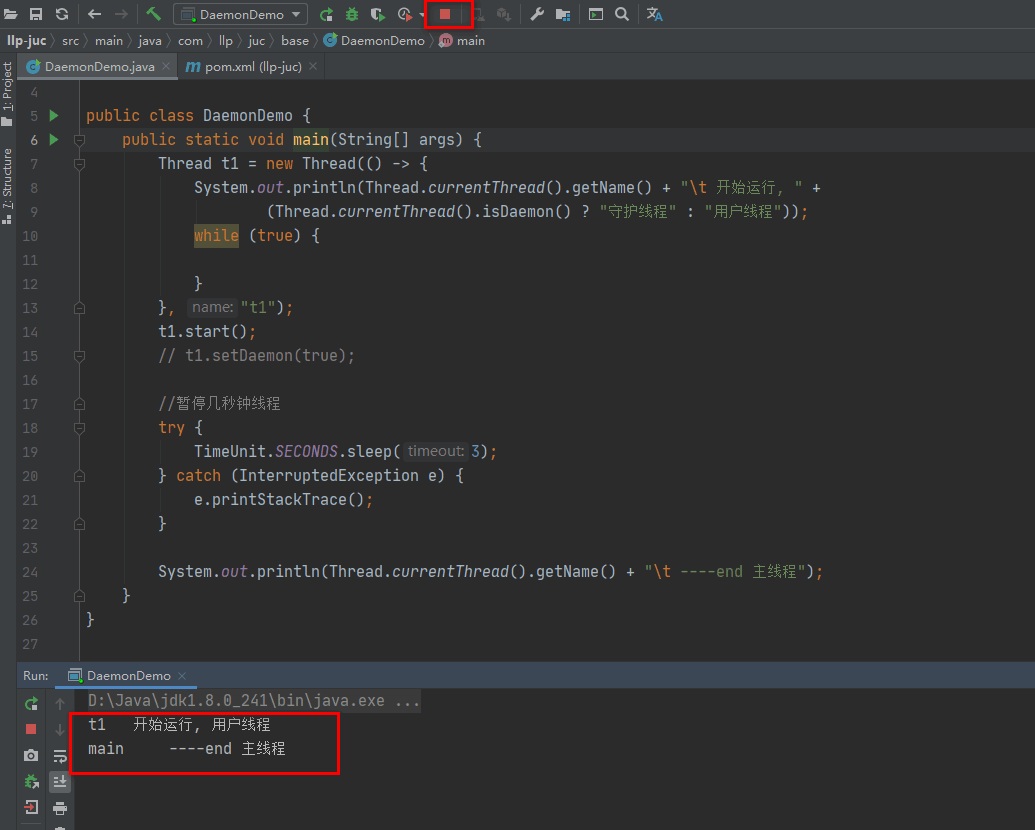 DaemonDemo
llp-juc src main java com llp juc base DaemonDemo main
DaemonDemo.java pom.xml (llp-juc)
1: Project
7: Structure
4
5 public class DaemonDemo {
6 public static void main(String[] args) {
7 Thread t1 = new Thread(() -> {
8 System.out.println(Thread.currentThread().getName() + "\t 开始运行, " +
9 (Thread.currentThread().isDaemon() ? "守护线程" : "用户线程"));
10 while (true) {
11
12 }
13 }, name: "t1");
14 t1.start();
15 // t1.setDaemon(true);
16
17 //暂停几秒钟线程
18 try {
19 TimeUnit.SECONDS.sleep( timeout: 3);
20 } catch (InterruptedException e) {
21 e.printStackTrace();
22 }
23
24 System.out.println(Thread.currentThread().getName() + "\t ----end 主线程");
25 }
26 }
27
Run: DaemonDemo
D:\Java\jdk1.8.0_241\bin\java.exe ...
t1 开始运行, 用户线程
main ----end 主线程